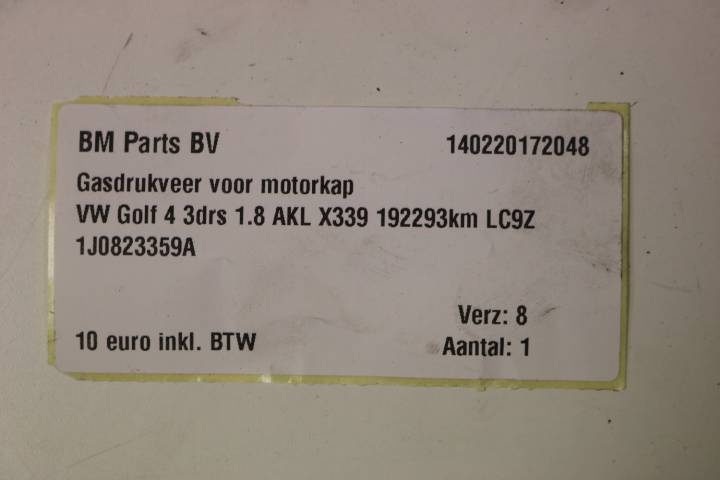 BM Parts BV 140220172048
Gasdrukveer voor motorkap
VW Golf 4 3drs 1.8 AKL X339 192293km LC9Z
1J0823359A
Verz: 8
10 euro inkl. BTW Aantal: 1